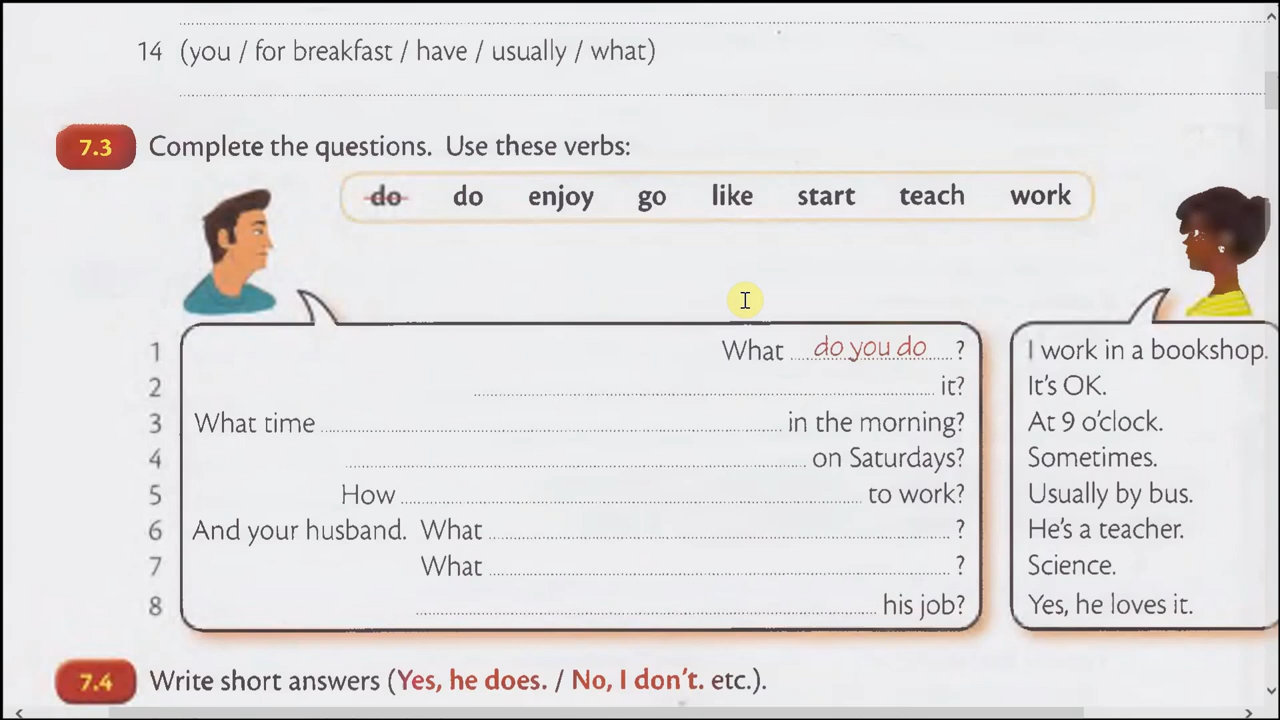 14 (you / for breakfast / have / usually / what)
7.3 Complete the questions. Use these verbs:
do do enjoy go like start teach work
1 What do you do ? I work in a bookshop.
2 it? It's OK.
3 What time in the morning? At 9 o'clock.
4 on Saturdays? Sometimes.
5 How to work? Usually by bus.
6 And your husband. What ? He's a teacher.
7 What ? Science.
8 his job? Yes, he loves it.
7.4 Write short answers (Yes, he does. / No, I don't. etc.).